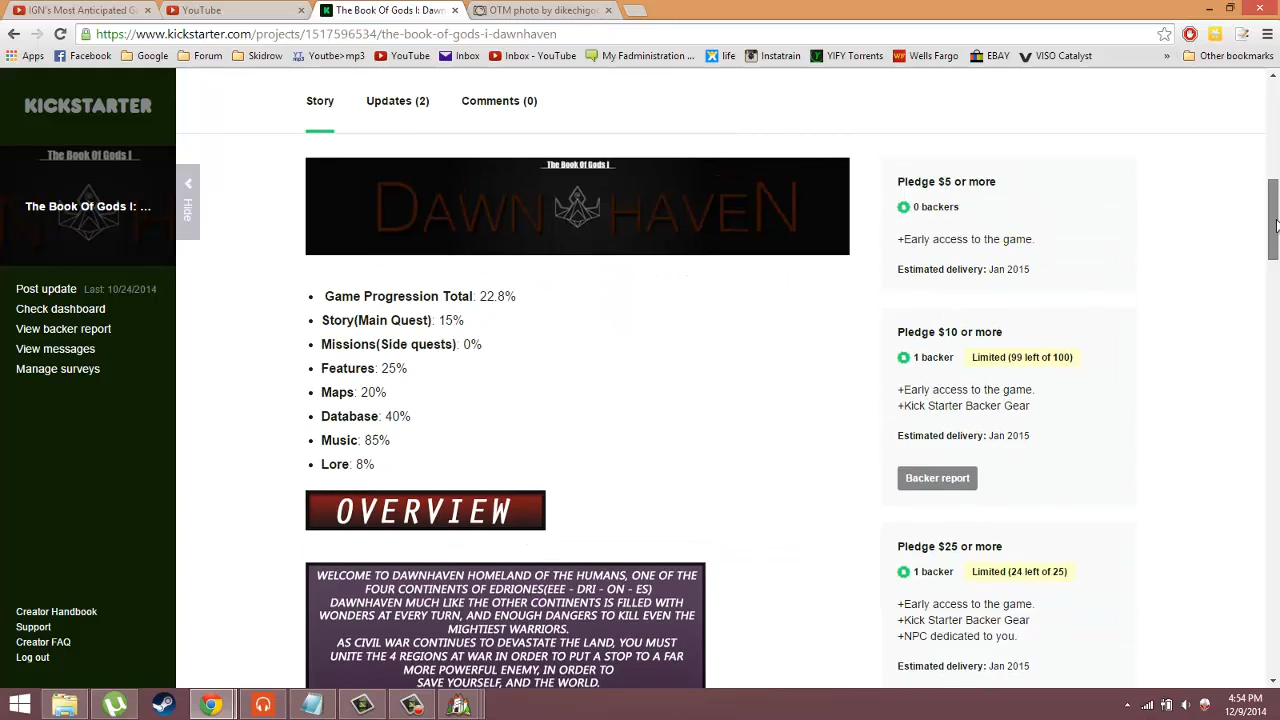 IGN's Most Anticipated G
YouTube
The Book Of Gods I: Dawn
OTM photo by dikechigoc
https://www.kickstarter.com/projects/1517596534/the-book-of-gods-i-dawnhaven
Apps Facebook Google Forum Skidrow Youtbe>mp3 YouTube Inbox Inbox - YouTube My Fadministration ... life Instatrain YIFY Torrents Wells Fargo EBAY VISO Catalyst » Other bookmarks
KICKSTARTER
The Book Of Gods I
The Book Of Gods I: ...
Hide
Post update Last: 10/24/2014
Check dashboard
View backer report
View messages
Manage surveys
Creator Handbook
Support
Creator FAQ
Log out
Story Updates (2) Comments (0)
The Book Of Gods I
DAWN HAVEN
Game Progression Total: 22.8%
Story(Main Quest): 15%
Missions(Side quests): 0%
Features: 25%
Maps: 20%
Database: 40%
Music: 85%
Lore: 8%
OVERVIEW
WELCOME TO DAWNHAVEN HOMELAND OF THE HUMANS, ONE OF THE
FOUR CONTINENTS OF EDRIONES(EEE - DRI - ON - ES)
DAWNHAVEN MUCH LIKE THE OTHER CONTINENTS IS FILLED WITH
WONDERS AT EVERY TURN, AND ENOUGH DANGERS TO KILL EVEN THE
MIGHTIEST WARRIORS.
AS CIVIL WAR CONTINUES TO DEVASTATE THE LAND, YOU MUST
UNITE THE 4 REGIONS AT WAR IN ORDER TO PUT A STOP TO A FAR
MORE POWERFUL ENEMY, IN ORDER TO
SAVE YOURSELF, AND THE WORLD.
Pledge $5 or more
0 backers
+Early access to the game.
Estimated delivery: Jan 2015
Pledge $10 or more
1 backer Limited (99 left of 100)
+Early access to the game.
+Kick Starter Backer Gear
Estimated delivery: Jan 2015
Backer report
Pledge $25 or more
1 backer Limited (24 left of 25)
+Early access to the game.
+Kick Starter Backer Gear
+NPC dedicated to you.
Estimated delivery: Jan 2015
4:54 PM
12/9/2014